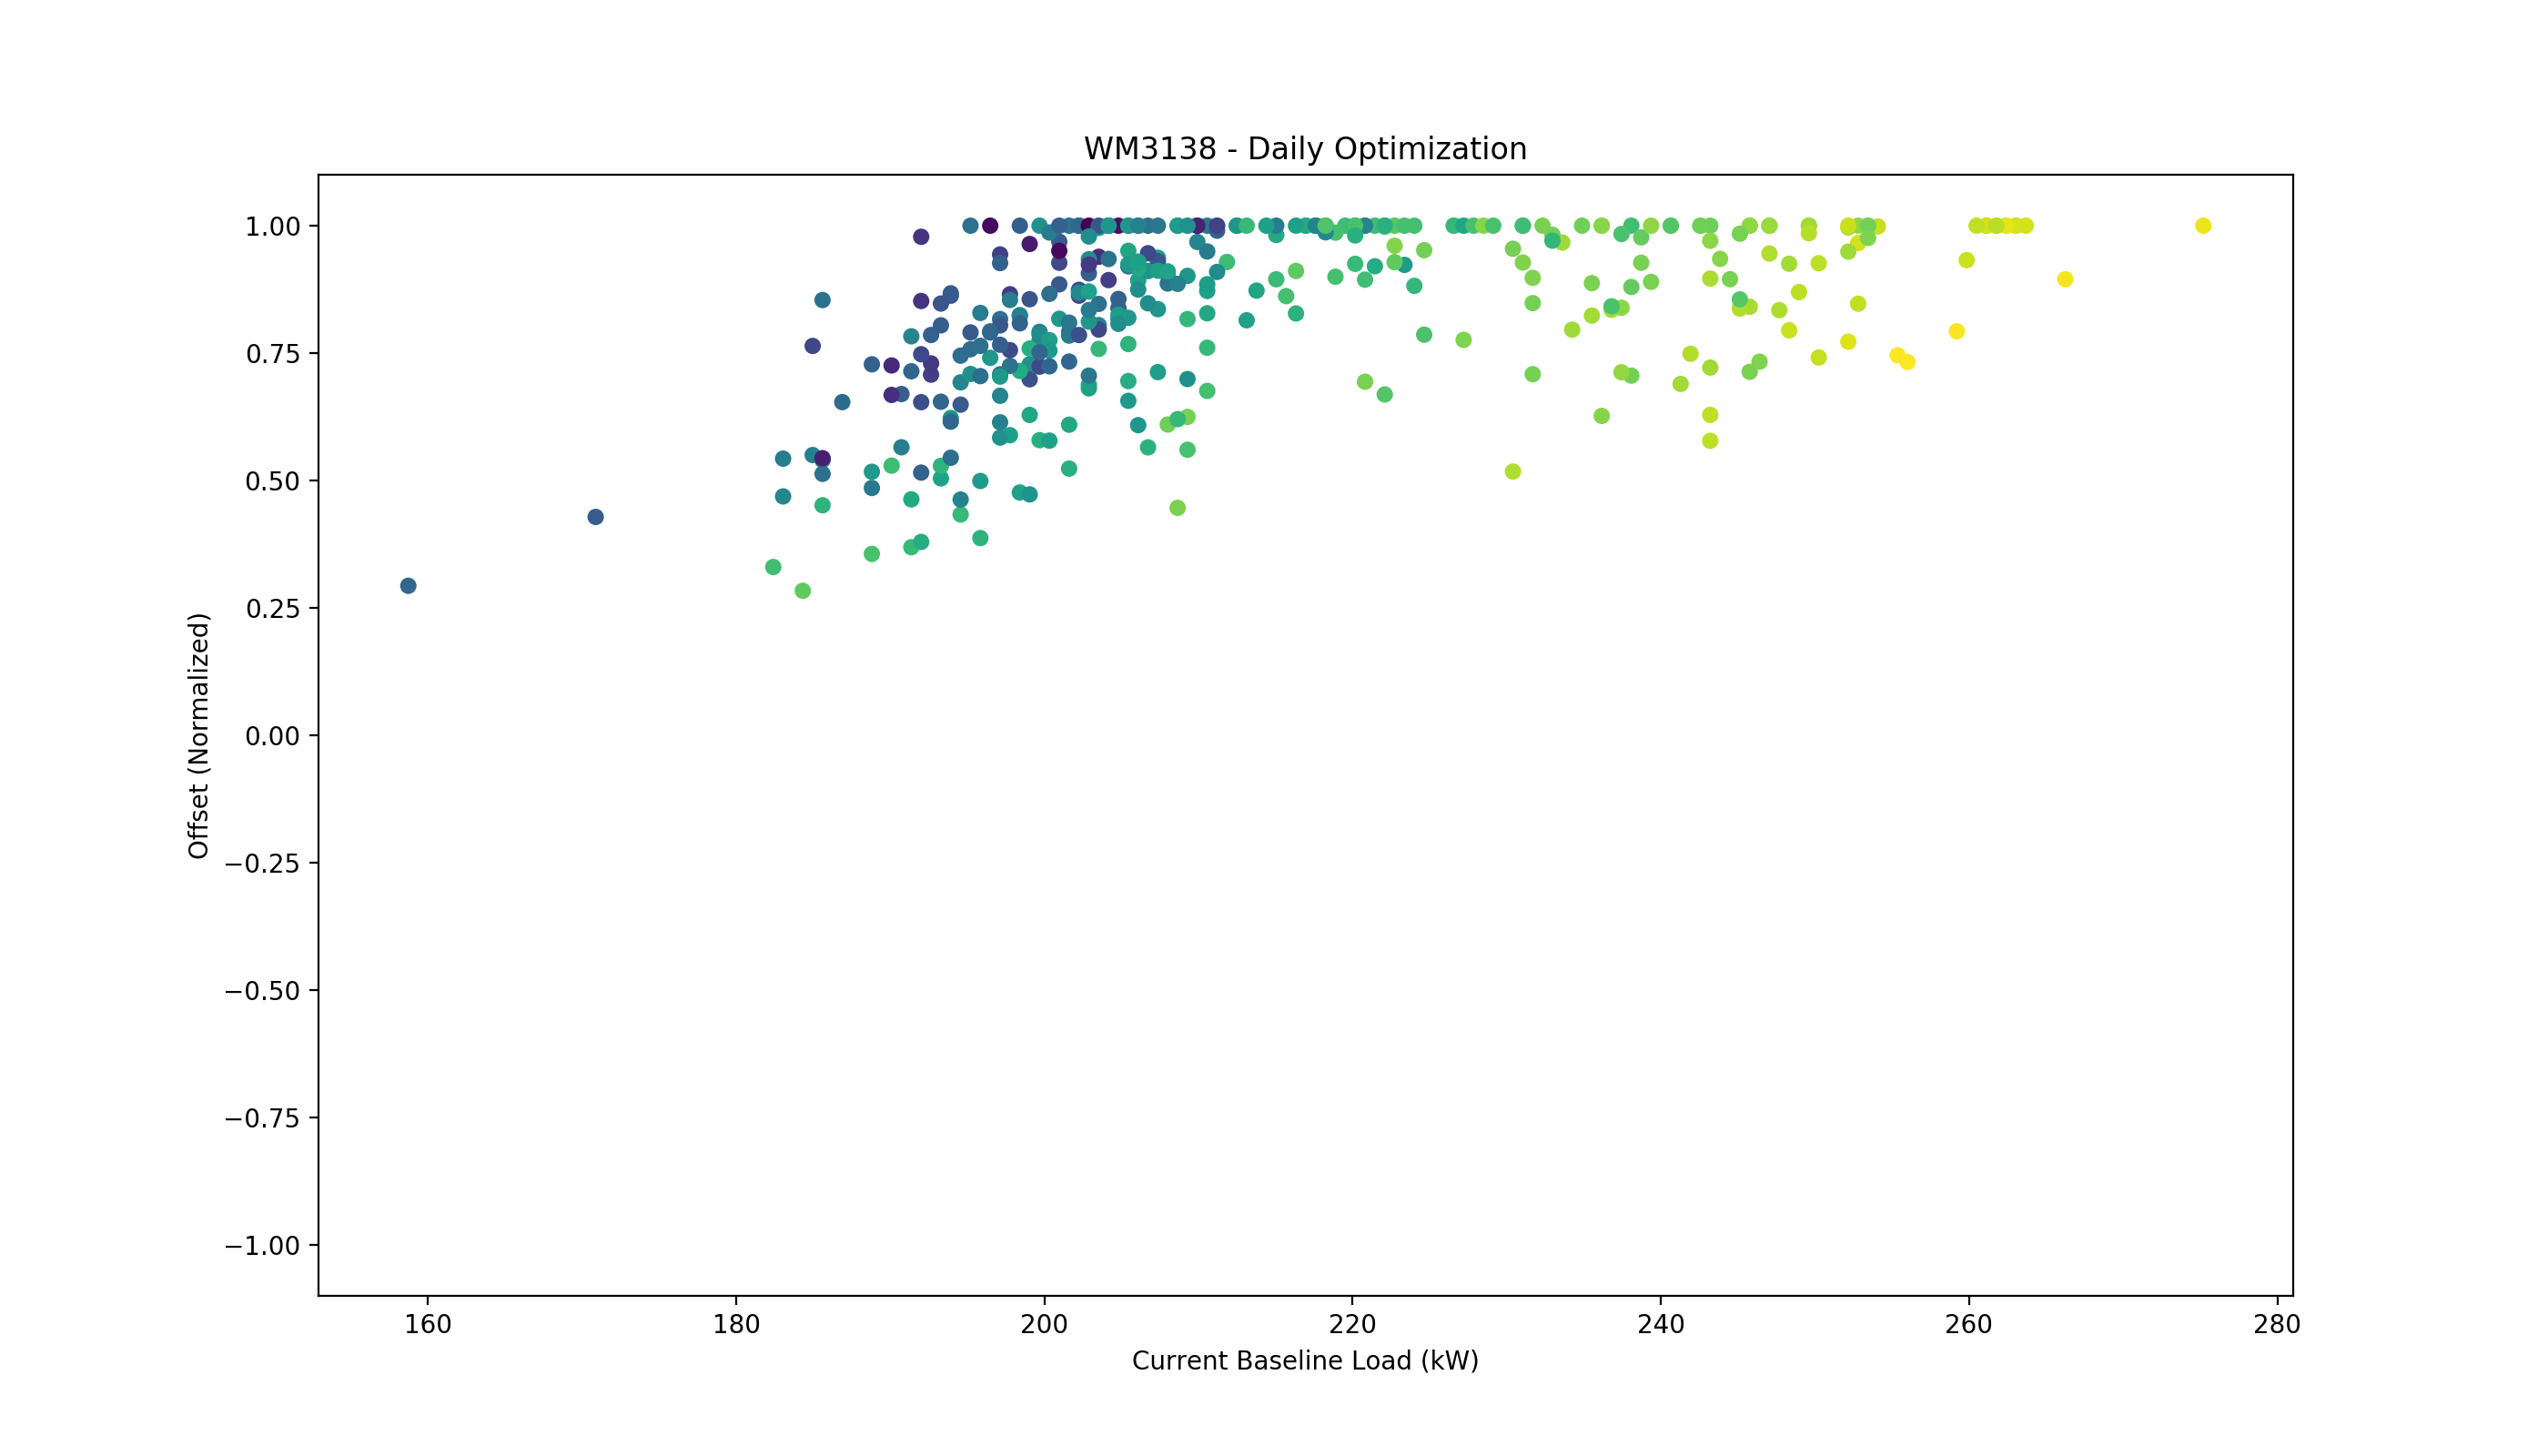 WM3138 - Daily Optimization
1.00
0.75
0.50
0.25
0.00
−0.25
−0.50
−0.75
−1.00
Offset (Normalized)
160 180 200 220 240 260 280
Current Baseline Load (kW)